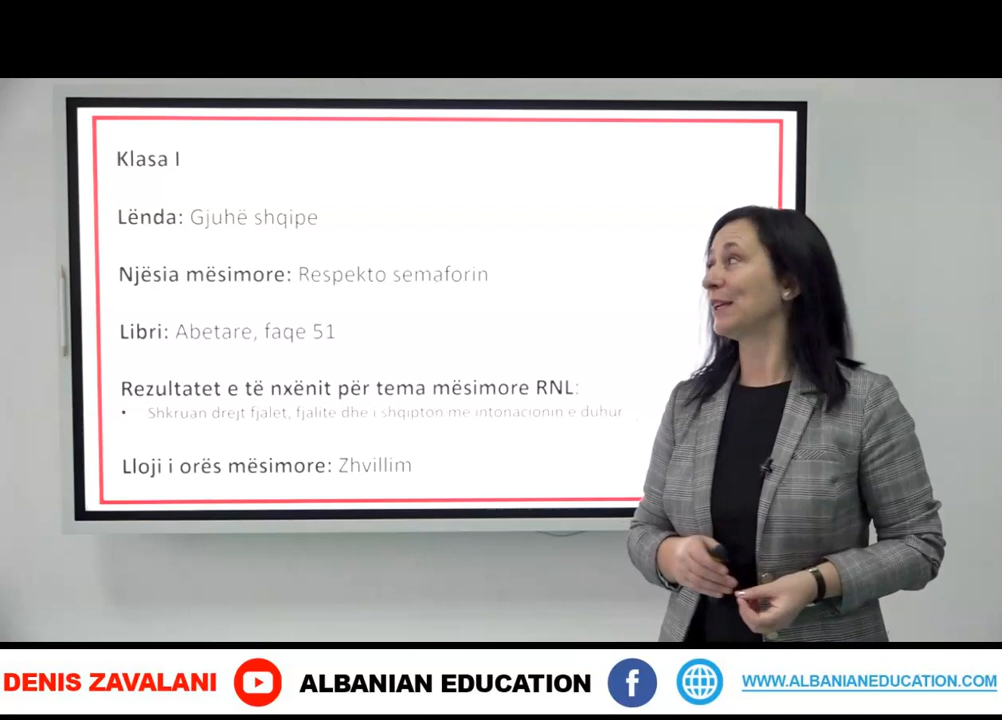 Klasa I
Lënda: Gjuhë shqipe
Njësia mësimore: Respekto semaforin
Libri: Abetare, faqe 51
Rezultatet e të nxënit për tema mësimore RNL:
• Shkruan drejt fjalët, fjalitë dhe i shqipton me intonacionin e duhur
Lloji i orës mësimore: Zhvillim
DENIS ZAVALANI ALBANIAN EDUCATION WWW.ALBANIANEDUCATION.COM